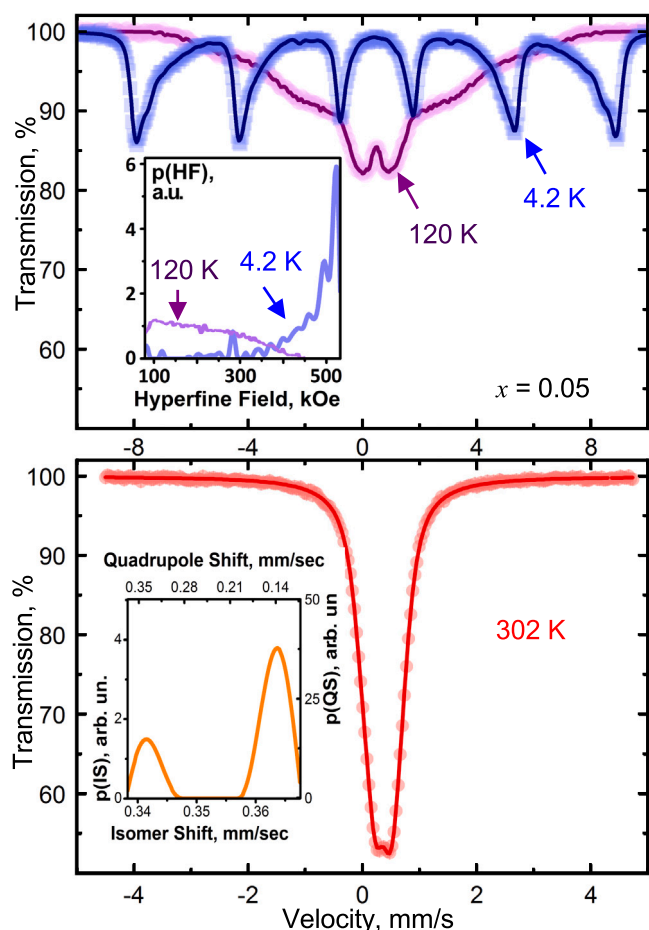 100
90
80
70
60
Transmission, %
p(HF),
a.u.
6
4
2
0
120 K
4.2 K
100 300 500
Hyperfine Field, kOe
120 K
4.2 K
x = 0.05
-8 -4 0 4 8
100
90
80
70
60
Transmission, %
Quadrupole Shift, mm/sec
0.35 0.28 0.21 0.14
4
2
0
p(IS), arb. un.
50
25
0
p(QS), arb. un
0.34 0.35 0.36
Isomer Shift, mm/sec
302 K
-4 -2 0 2 4
Velocity, mm/s